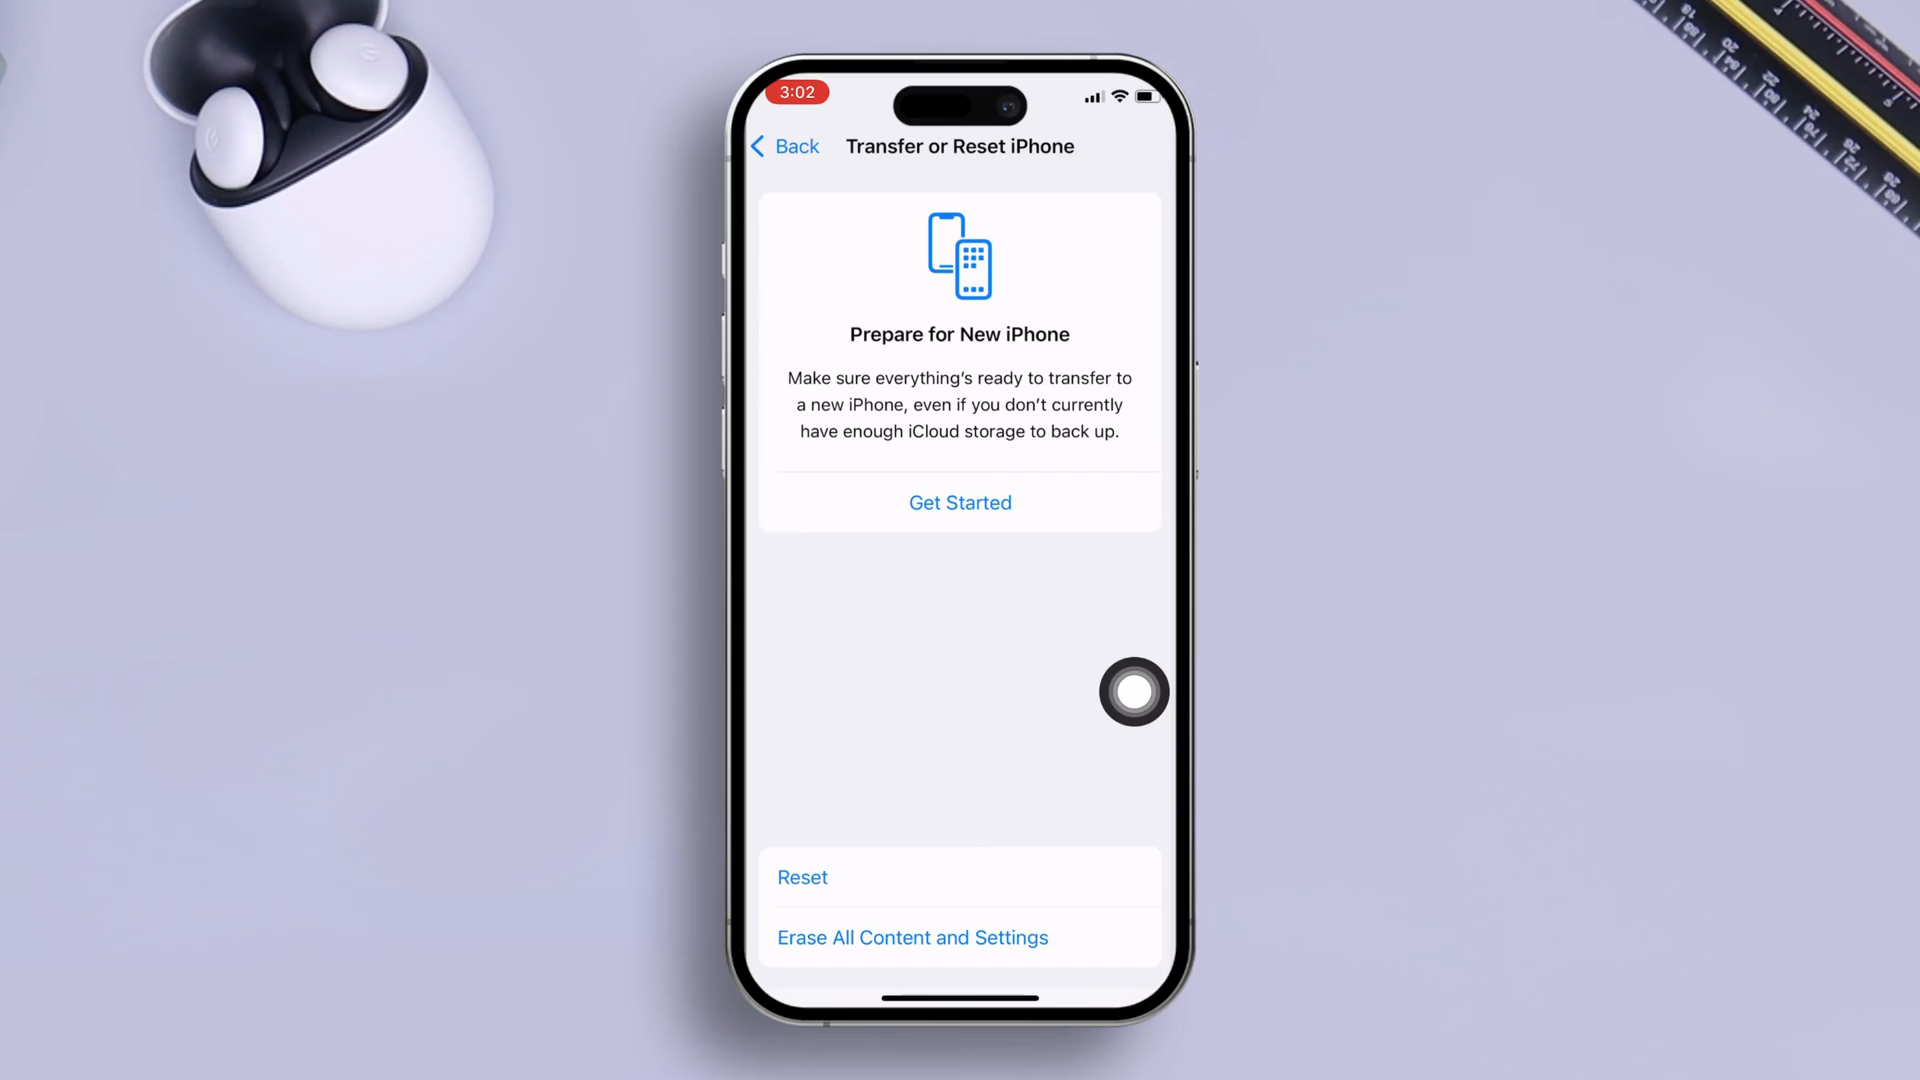 3:02
Back
Transfer or Reset iPhone
Prepare for New iPhone
Make sure everything’s ready to transfer to
a new iPhone, even if you don’t currently
have enough iCloud storage to back up.
Get Started
Reset
Erase All Content and Settings